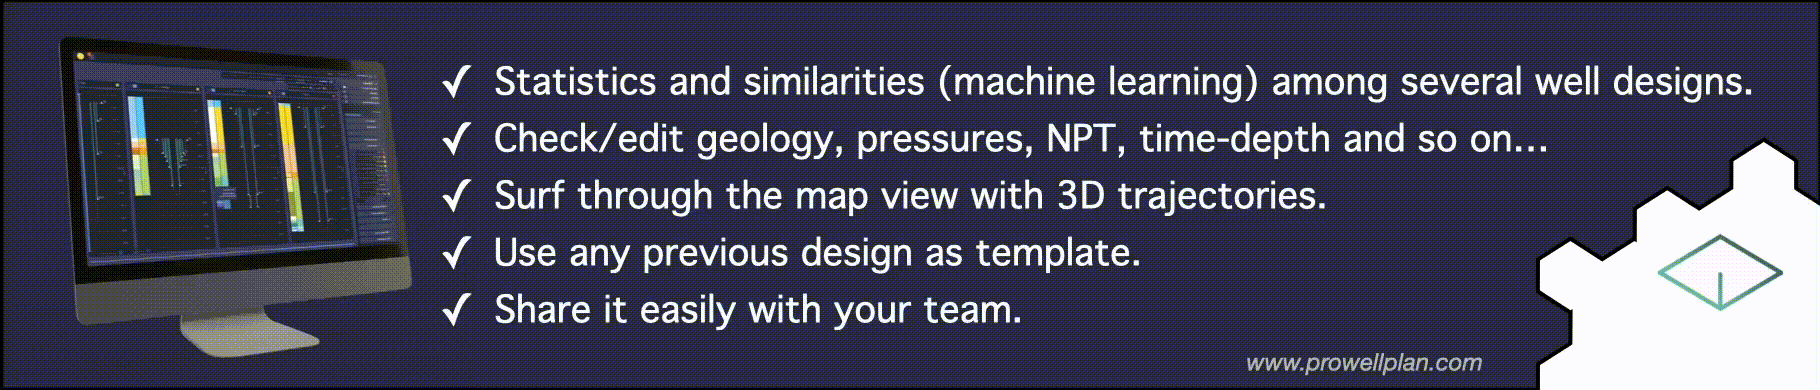 ✓ Statistics and similarities (machine learning) among several well designs.
✓ Check/edit geology, pressures, NPT, time-depth and so on...
✓ Surf through the map view with 3D trajectories.
✓ Use any previous design as template.
✓ Share it easily with your team.
www.prowellplan.com